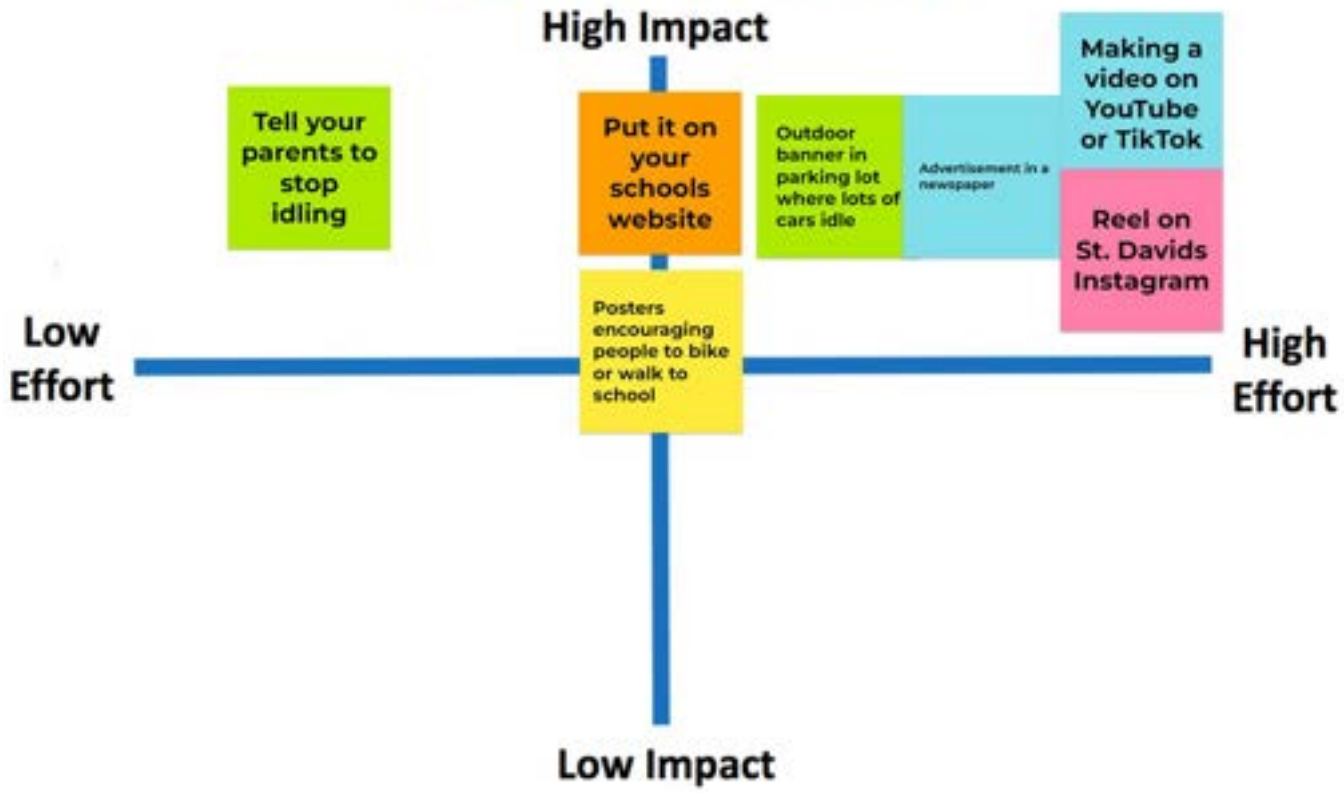 High Impact
Tell your
parents to
stop
idling
Put it on
your
schools
website
Outdoor
banner in
parking lot
where lots of
cars idle
Advertisement in a
newspaper
Making a
video on
YouTube
or TikTok
Reel on
St. Davids
Instagram
Posters
encouraging
people to bike
or walk to
school
Low
Effort
High
Effort
Low Impact